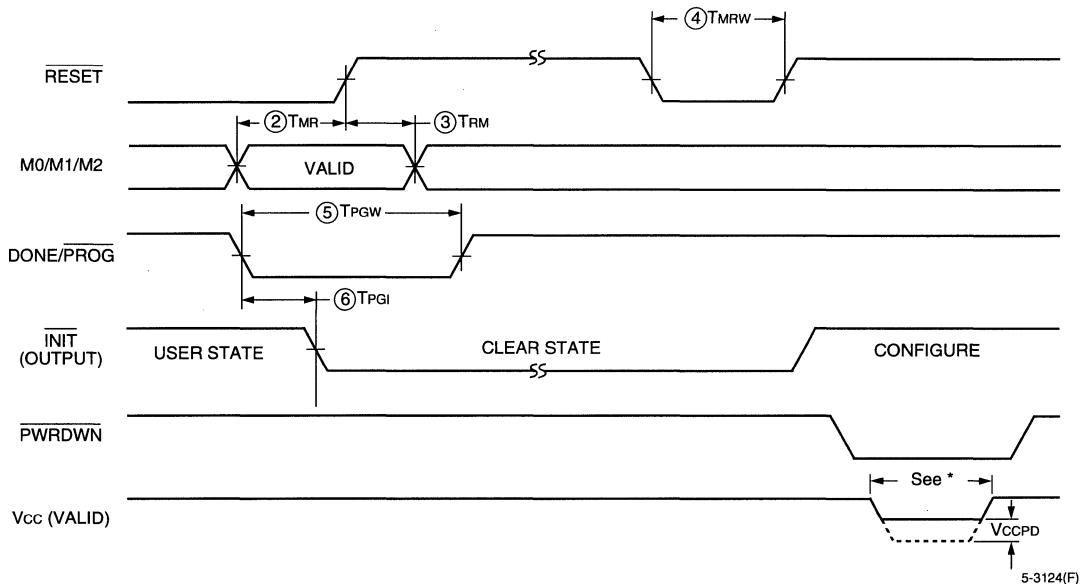 ④TMRW
RESET
②TMR
③TRM
M0/M1/M2
VALID
⑤TPGW
DONE/PROG
⑥TPGI
INIT
(OUTPUT)
USER STATE
CLEAR STATE
CONFIGURE
PWRDWN
See *
VCC (VALID)
VCCPD
5-3124(F)